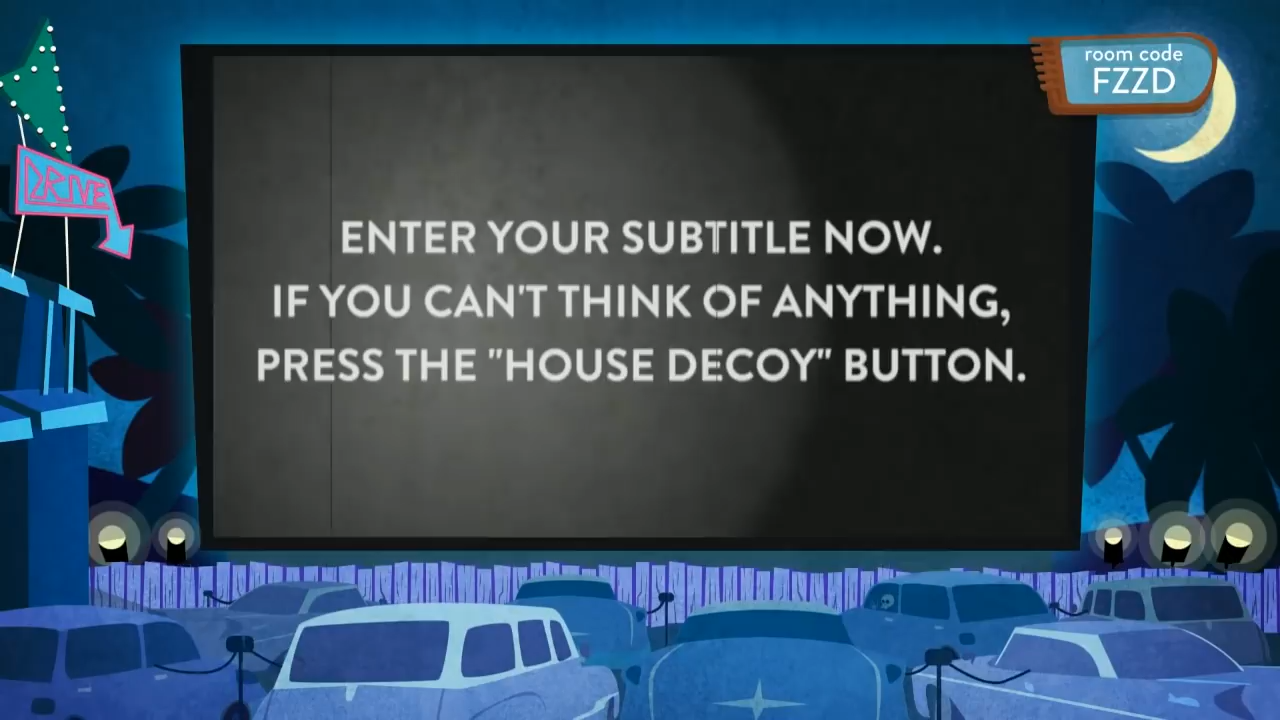 room code
FZZD
DRIVE
ENTER YOUR SUBTITLE NOW.
IF YOU CAN'T THINK OF ANYTHING,
PRESS THE "HOUSE DECOY" BUTTON.